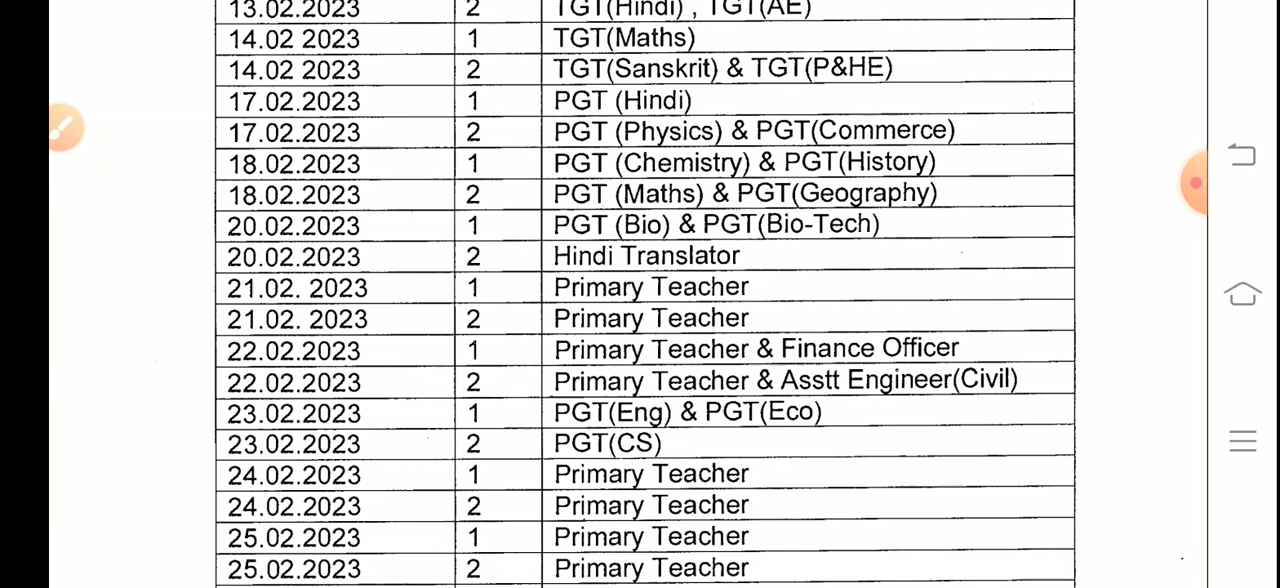 13.02.2023 2 TGT(Hindi) , TGT(AE)
14.02 2023 1 TGT(Maths)
14.02 2023 2 TGT(Sanskrit) & TGT(P&HE)
17.02.2023 1 PGT (Hindi)
17.02.2023 2 PGT (Physics) & PGT(Commerce)
18.02.2023 1 PGT (Chemistry) & PGT(History)
18.02.2023 2 PGT (Maths) & PGT(Geography)
20.02.2023 1 PGT (Bio) & PGT(Bio-Tech)
20.02.2023 2 Hindi Translator
21.02. 2023 1 Primary Teacher
21.02. 2023 2 Primary Teacher
22.02.2023 1 Primary Teacher & Finance Officer
22.02.2023 2 Primary Teacher & Asstt Engineer(Civil)
23.02.2023 1 PGT(Eng) & PGT(Eco)
23.02.2023 2 PGT(CS)
24.02.2023 1 Primary Teacher
24.02.2023 2 Primary Teacher
25.02.2023 1 Primary Teacher
25.02.2023 2 Primary Teacher